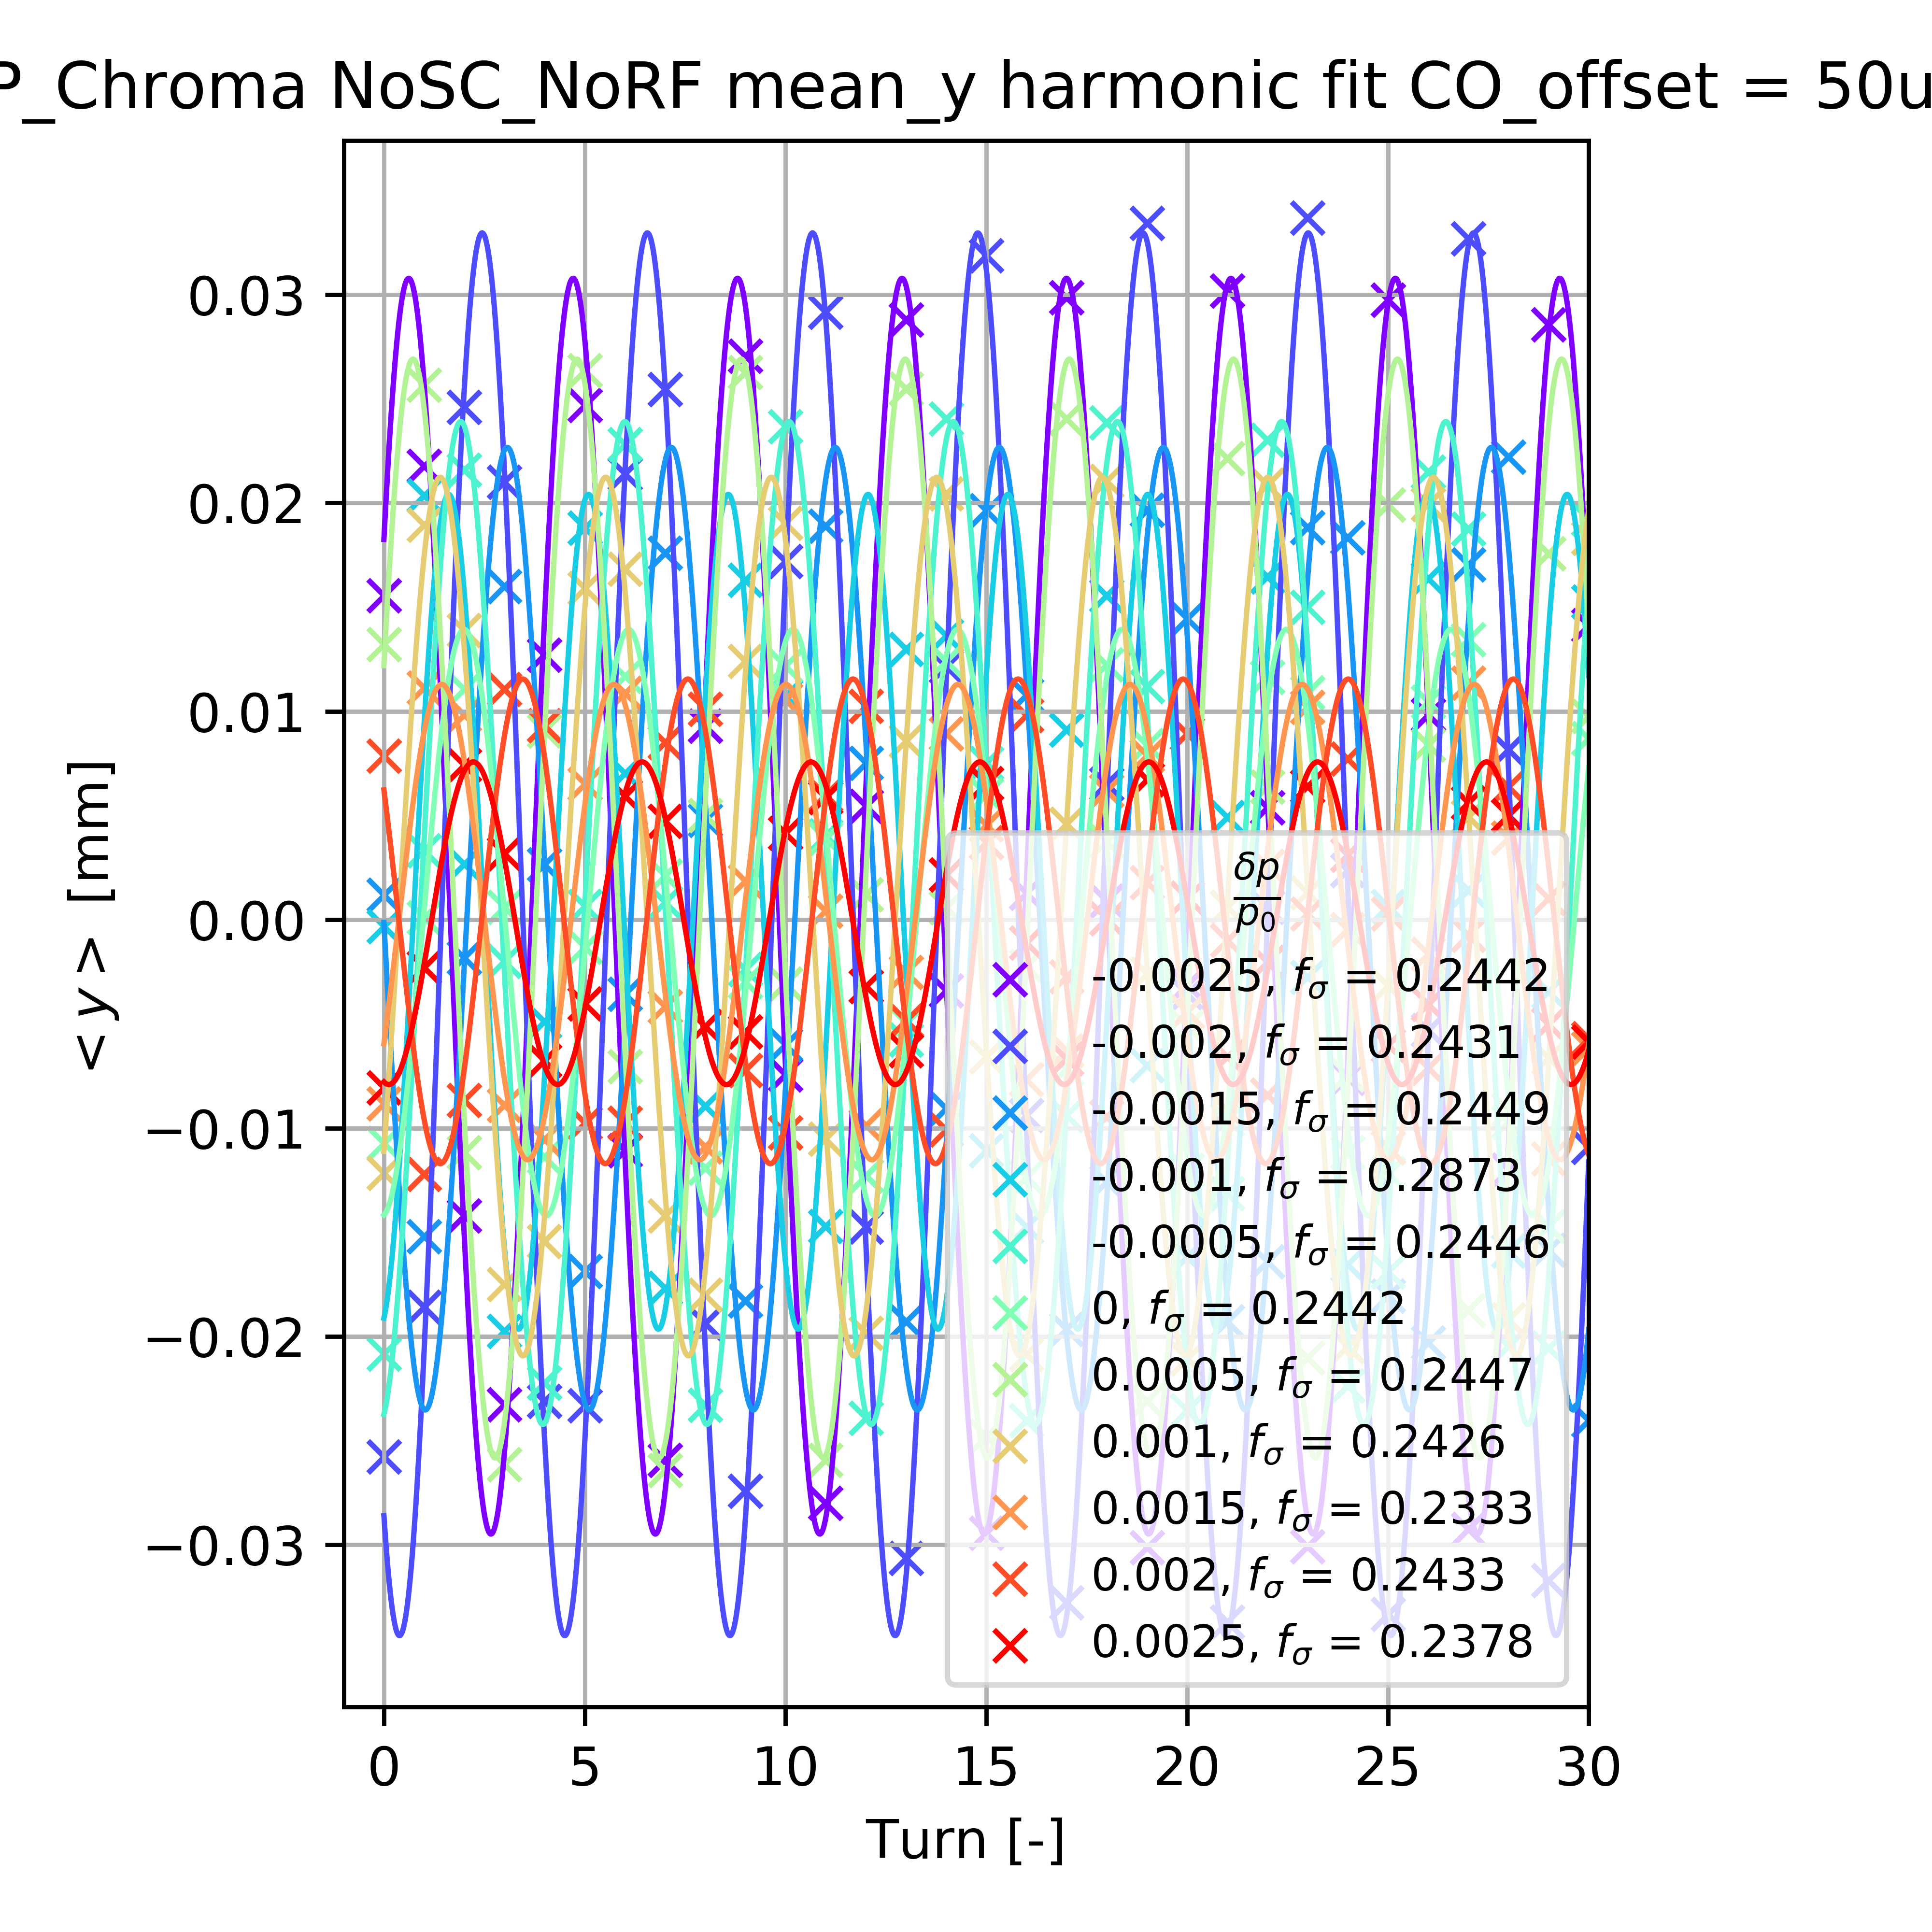 P_Chroma NoSC_NoRF mean_y harmonic fit CO_offset = 50u
< y > [mm]
0.03
0.02
0.01
0.00
−0.01
−0.02
−0.03
δp
p0
-0.0025, fσ = 0.2442
-0.002, fσ = 0.2431
-0.0015, fσ = 0.2449
-0.001, fσ = 0.2873
-0.0005, fσ = 0.2446
0, fσ = 0.2442
0.0005, fσ = 0.2447
0.001, fσ = 0.2426
0.0015, fσ = 0.2333
0.002, fσ = 0.2433
0.0025, fσ = 0.2378
0 5 10 15 20 25 30
Turn [-]